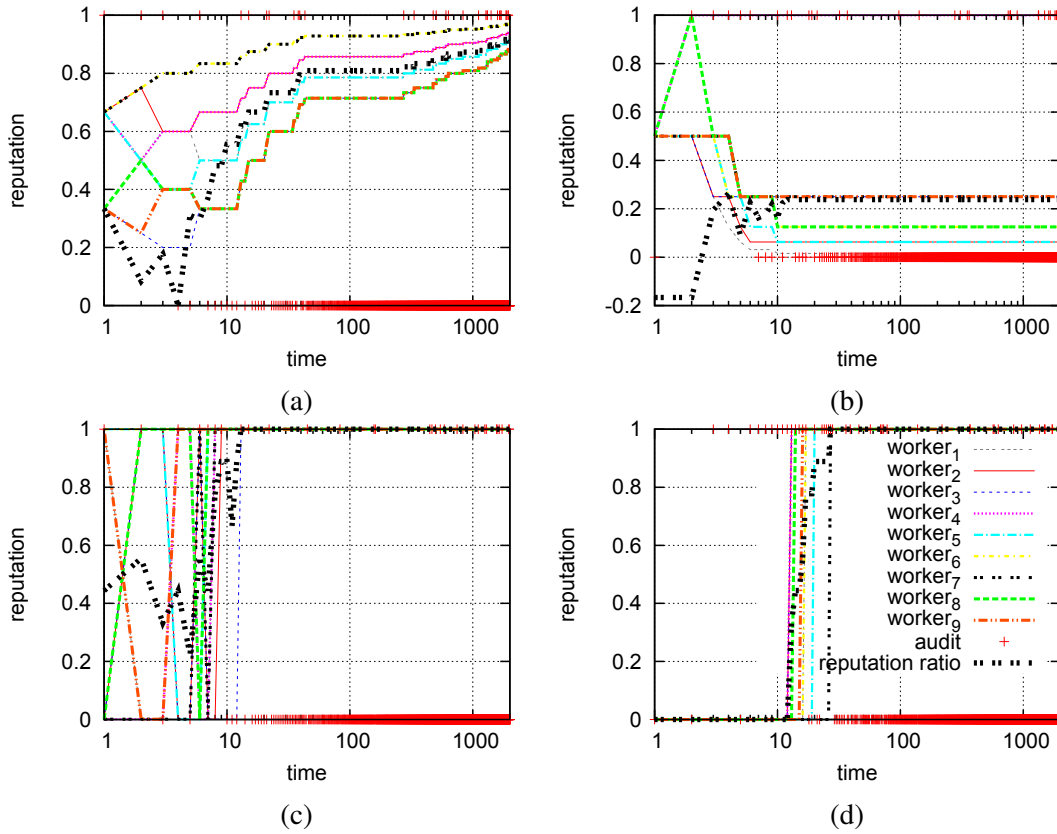 1
0.8
0.6
0.4
0.2
0
reputation
1 10 100 1000
time
(a)
1
0.8
0.6
0.4
0.2
0
-0.2
reputation
1 10 100 1000
time
(b)
1
0.8
0.6
0.4
0.2
0
reputation
1 10 100 1000
time
(c)
1
0.8
0.6
0.4
0.2
0
reputation
1 10 100 1000
time
worker1
worker2
worker3
worker4
worker5
worker6
worker7
worker8
worker9
audit
reputation ratio
(d)